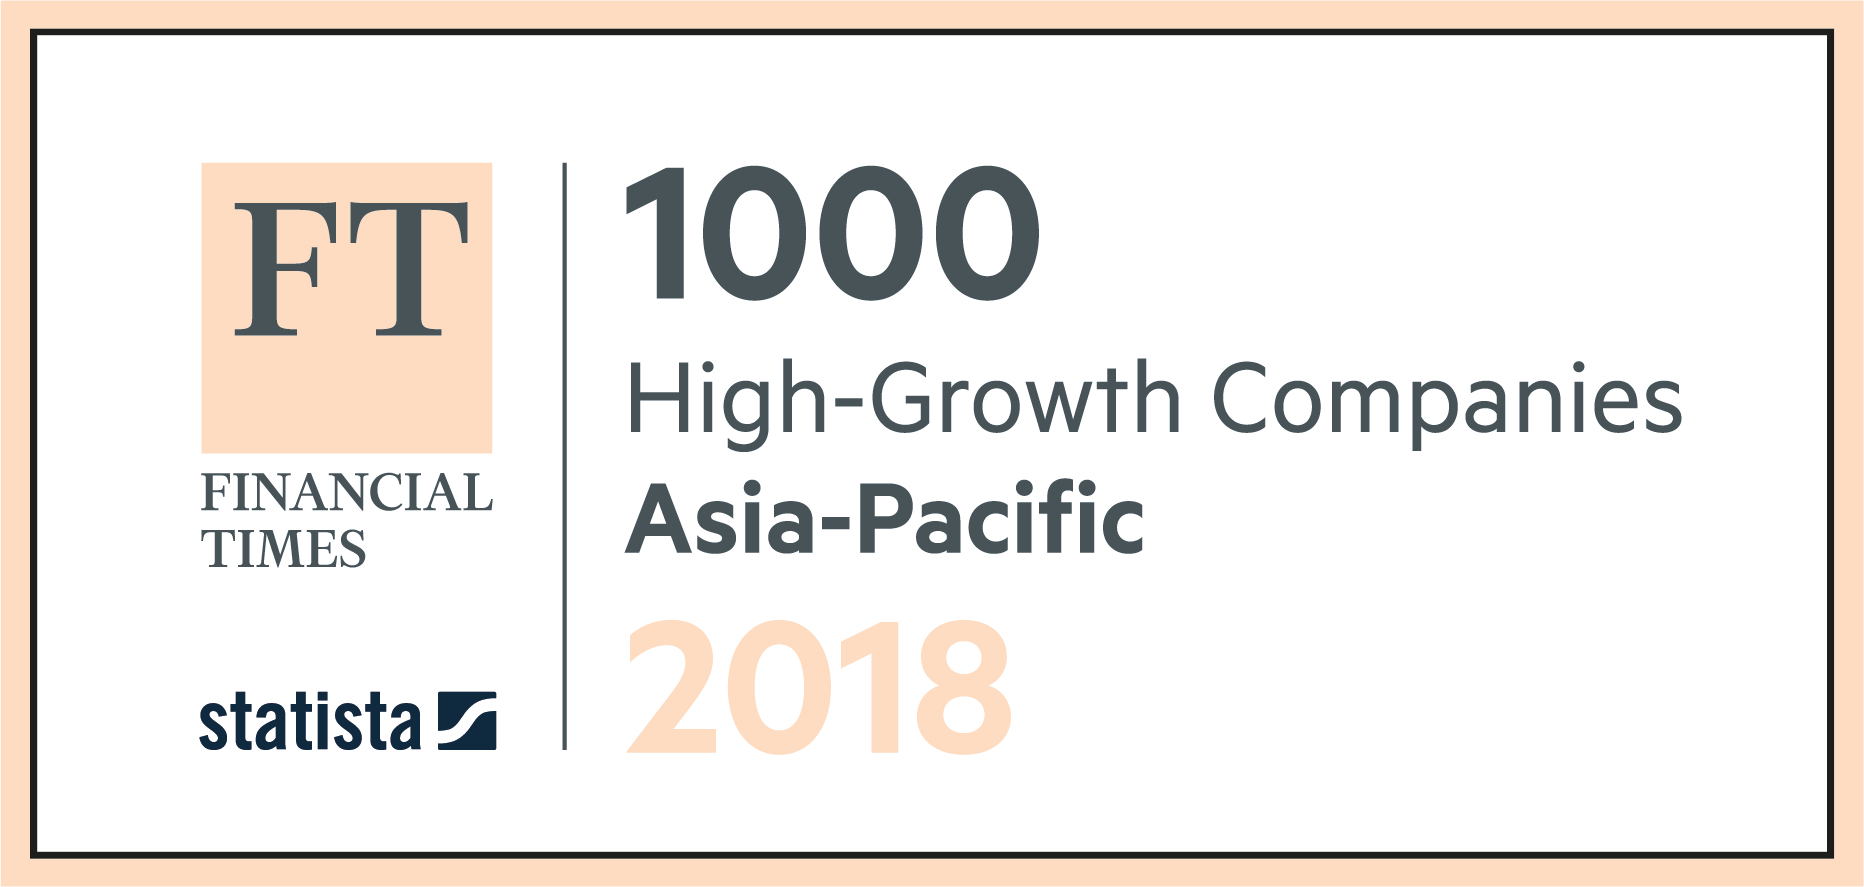 FT
FINANCIAL
TIMES
statista
1000
High-Growth Companies
Asia-Pacific
2018